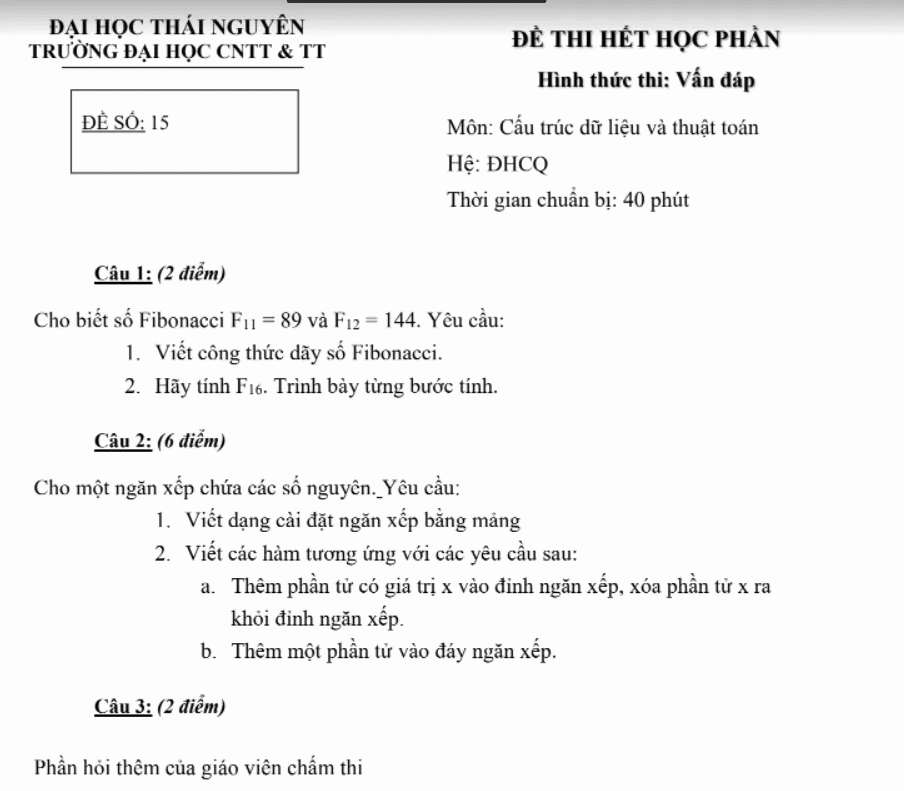 ĐẠI HỌC THÁI NGUYÊN
TRƯỜNG ĐẠI HỌC CNTT & TT
ĐỀ SỐ: 15
ĐỀ THI HẾT HỌC PHẦN
Hình thức thi: Vấn đáp
Môn: Cấu trúc dữ liệu và thuật toán
Hệ: ĐHCQ
Thời gian chuẩn bị: 40 phút
Câu 1: (2 điểm)
Cho biết số Fibonacci F₁₁ = 89 và F₁₂ = 144. Yêu cầu:
1. Viết công thức dãy số Fibonacci.
2. Hãy tính F₁₆. Trình bày từng bước tính.
Câu 2: (6 điểm)
Cho một ngăn xếp chứa các số nguyên. Yêu cầu:
1. Viết dạng cài đặt ngăn xếp bằng mảng
2. Viết các hàm tương ứng với các yêu cầu sau:
a. Thêm phần tử có giá trị x vào đỉnh ngăn xếp, xóa phần tử x ra
khỏi đỉnh ngăn xếp.
b. Thêm một phần tử vào đáy ngăn xếp.
Câu 3: (2 điểm)
Phần hỏi thêm của giáo viên chấm thi